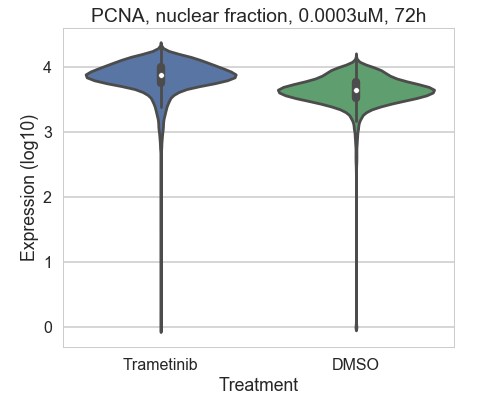 PCNA, nuclear fraction, 0.0003uM, 72h
Expression (log10)
4
3
2
1
0
Trametinib
DMSO
Treatment